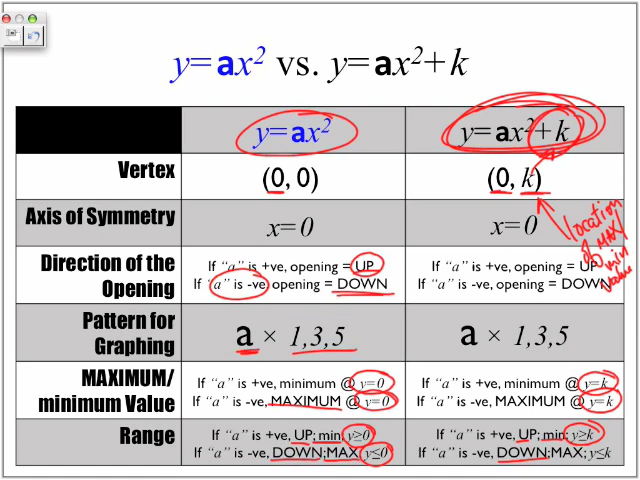 y=ax² vs. y=ax²+k
y=ax² y=ax²+k
Vertex (0, 0) (0, k)
Axis of Symmetry x=0 x=0
Direction of the Opening
If "a" is +ve, opening = UP
If "a" is -ve, opening = DOWN
If "a" is +ve, opening = UP
If "a" is -ve, opening = DOWN
Pattern for Graphing
a × 1,3,5 a × 1,3,5
MAXIMUM/
minimum Value
If "a" is +ve, minimum @ y=0
If "a" is -ve, MAXIMUM @ y=0
If "a" is +ve, minimum @ y=k
If "a" is -ve, MAXIMUM @ y=k
Range
If "a" is +ve, UP; min; y≥0
If "a" is -ve, DOWN;MAX; y≤0
If "a" is +ve, UP; min; y≥k
If "a" is -ve, DOWN;MAX; y≤k
location
of MAX/
min
value